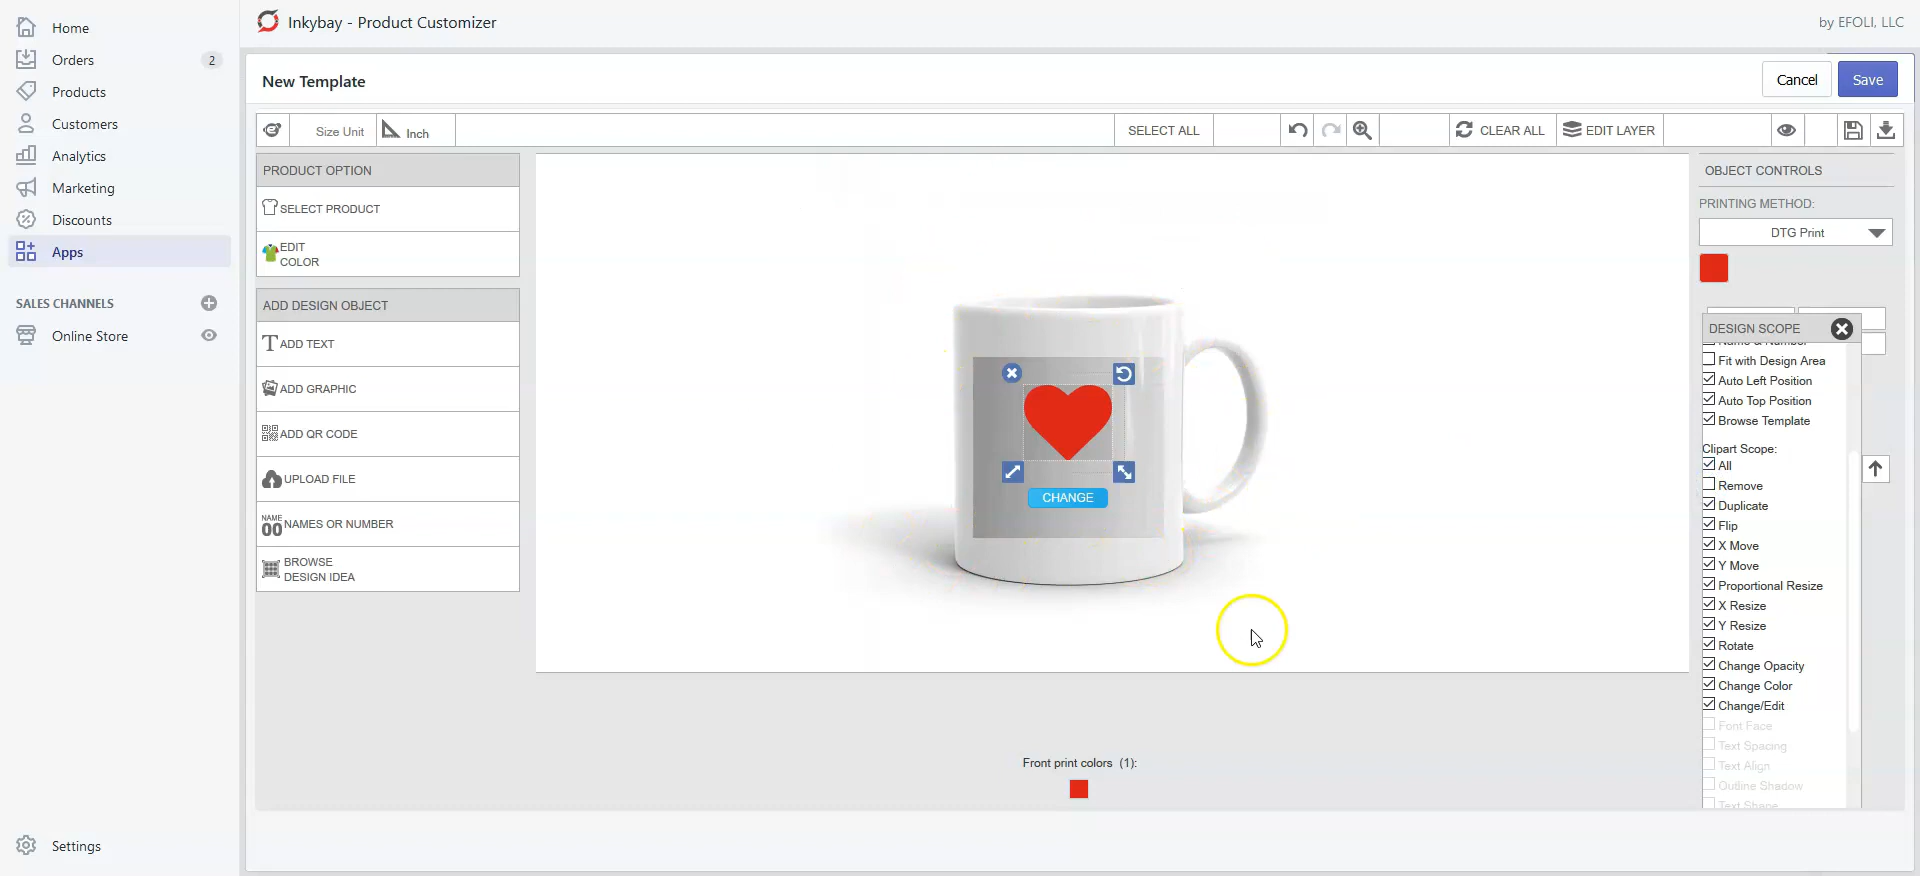 Home
Orders 2
Products
Customers
Analytics
Marketing
Discounts
Apps
SALES CHANNELS
Online Store
Settings
Inkybay - Product Customizer
by EFOLI, LLC
New Template
Cancel
Save
Size Unit
Inch
SELECT ALL
CLEAR ALL
EDIT LAYER
PRODUCT OPTION
SELECT PRODUCT
EDIT
COLOR
ADD DESIGN OBJECT
ADD TEXT
ADD GRAPHIC
ADD QR CODE
UPLOAD FILE
NAME
00
NAMES OR NUMBER
BROWSE
DESIGN IDEA
CHANGE
Front print colors (1):
OBJECT CONTROLS
PRINTING METHOD:
DTG Print
DESIGN SCOPE
Name & Number
Fit with Design Area
Auto Left Position
Auto Top Position
Browse Template
Clipart Scope:
All
Remove
Duplicate
Flip
X Move
Y Move
Proportional Resize
X Resize
Y Resize
Rotate
Change Opacity
Change Color
Change/Edit
Font Face
Text Spacing
Text Align
Outline Shadow
Text Shape